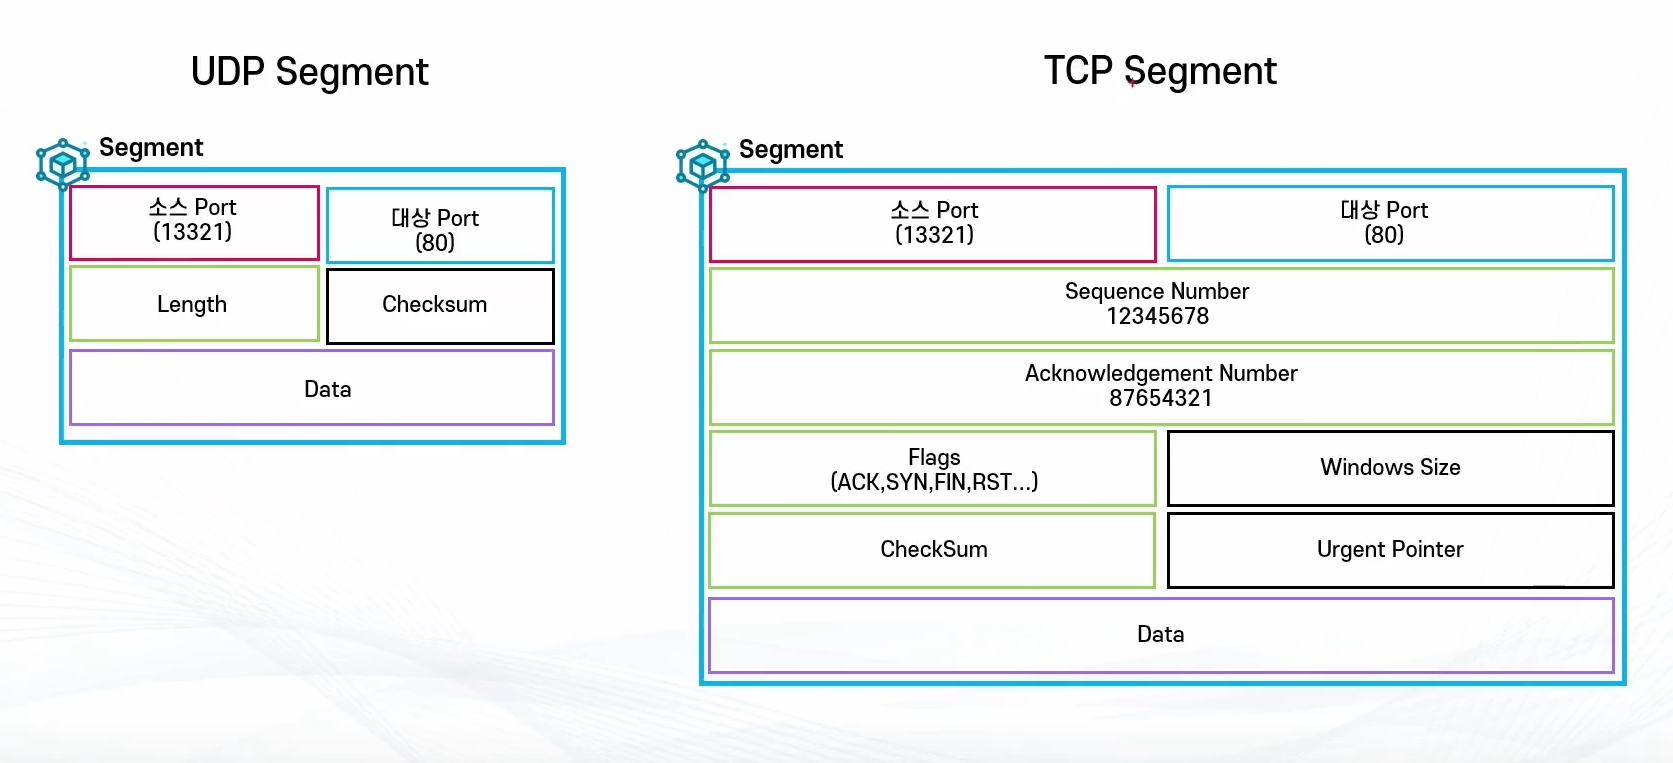 UDP Segment
Segment
소스 Port
(13321)
대상 Port
(80)
Length
Checksum
Data
TCP Segment
Segment
소스 Port
(13321)
대상 Port
(80)
Sequence Number
12345678
Acknowledgement Number
87654321
Flags
(ACK,SYN,FIN,RST...)
Windows Size
CheckSum
Urgent Pointer
Data